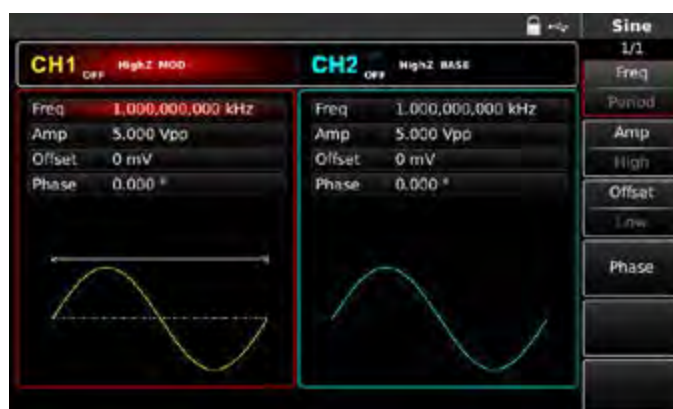 Sine
1/1
CH1 OFF HighZ MOD
CH2 OFF HighZ BASE
Freq 1.000,000,000 kHz
Amp 5.000 Vpp
Offset 0 mV
Phase 0.000 °
Freq 1.000,000,000 kHz
Amp 5.000 Vpp
Offset 0 mV
Phase 0.000 °
Freq
Period
Amp
High
Offset
Low
Phase